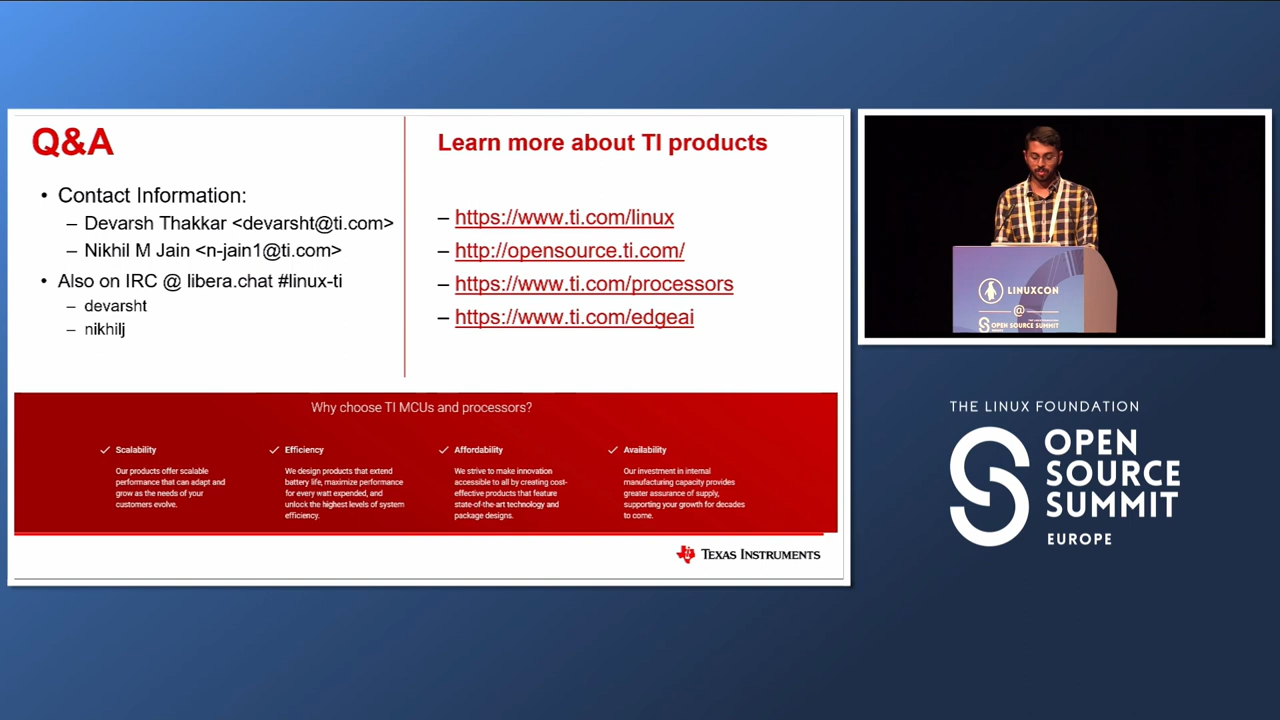 Q&A
• Contact Information:
– Devarsh Thakkar <devarsht@ti.com>
– Nikhil M Jain <n-jain1@ti.com>
• Also on IRC @ libera.chat #linux-ti
– devarsht
– nikhilj
Learn more about TI products
– https://www.ti.com/linux
– http://opensource.ti.com/
– https://www.ti.com/processors
– https://www.ti.com/edgeai
Why choose TI MCUs and processors?
Scalability
Our products offer scalable
performance that can adapt and
grow as the needs of your
customers evolve.
Efficiency
We design products that extend
battery life, maximize performance
for every watt expended, and
unlock the highest levels of system
efficiency.
Affordability
We strive to make innovation
accessible to all by creating cost-
effective products that feature
state-of-the-art technology and
package designs.
Availability
Our investment in internal
manufacturing capacity provides
greater assurance of supply,
supporting your growth for decades
to come.
TEXAS INSTRUMENTS
LINUXCON
@
OPEN SOURCE SUMMIT
THE LINUX FOUNDATION
OPEN
SOURCE
SUMMIT
EUROPE